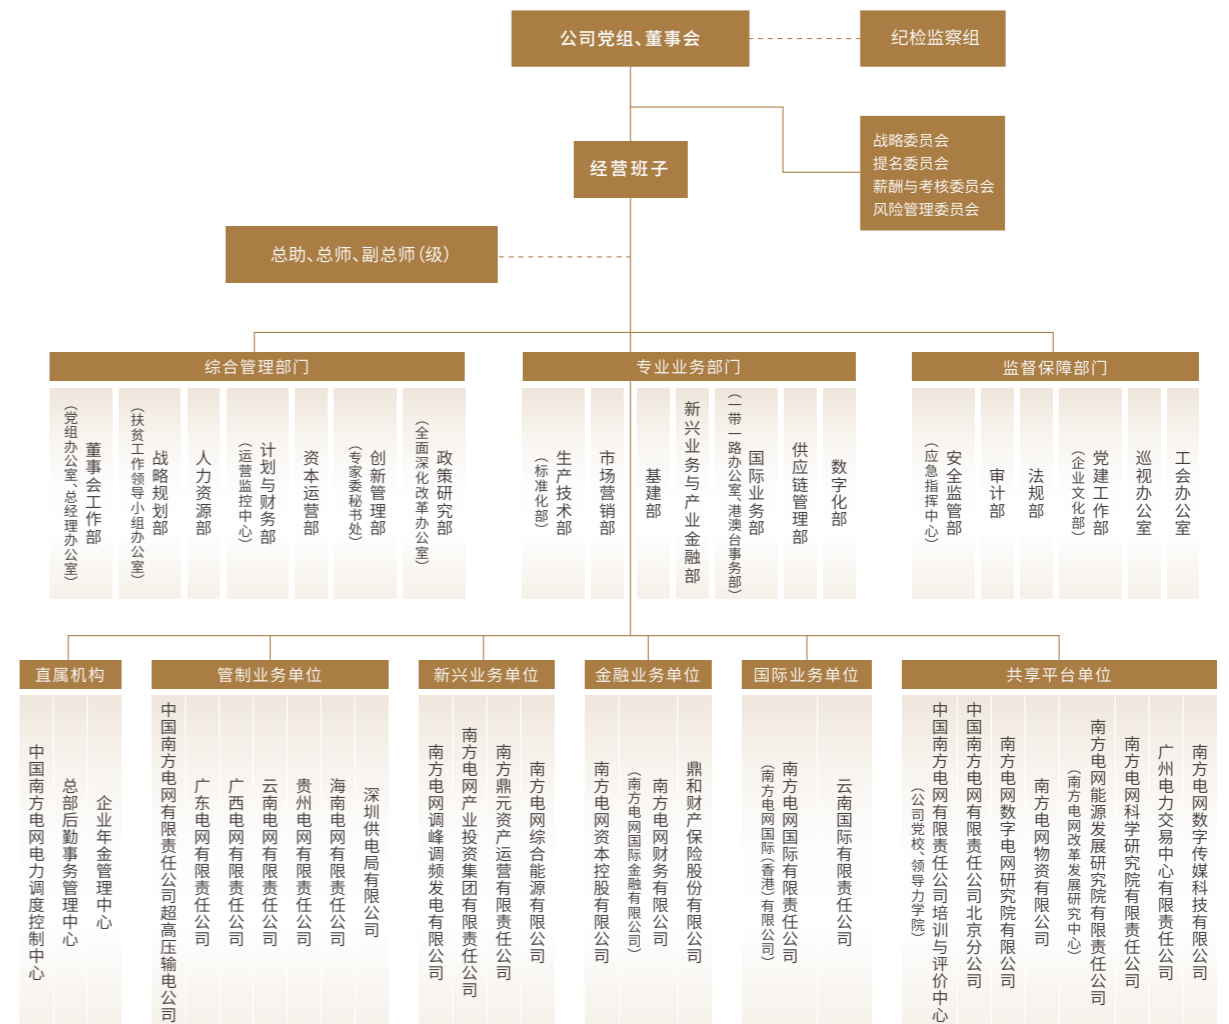 公司党组、董事会
纪检监察组
战略委员会
提名委员会
薪酬与考核委员会
风险管理委员会
经营班子
总助、总师、副总师（级）
综合管理部门
董事会工作部
（党组办公室、总经理办公室）
战略规划部
（扶贫工作领导小组办公室）
人力资源部
计划与财务部
（运营监控中心）
资本运营部
创新管理部
（专家委秘书处）
政策研究部
（全面深化改革办公室）
专业业务部门
生产技术部
（标准化部）
市场营销部
基建部
新兴业务与产业金融部
国际业务部
（一带一路办公室、港澳台事务部）
供应链管理部
数字化部
监督保障部门
安全监管部
（应急指挥中心）
审计部
法规部
党建工作部
（企业文化部）
巡视办公室
工会办公室
直属机构
中国南方电网电力调度控制中心
总部后勤事务管理中心
企业年金管理中心
管制业务单位
中国南方电网有限责任公司超高压输电公司
广东电网有限责任公司
广西电网有限责任公司
云南电网有限责任公司
贵州电网有限责任公司
海南电网有限责任公司
深圳供电局有限公司
新兴业务单位
南方电网调峰调频发电有限公司
南方电网产业投资集团有限责任公司
南方鼎元资产运营有限责任公司
南方电网综合能源有限公司
金融业务单位
南方电网资本控股有限公司
南方电网财务有限公司
（南方电网国际金融有限公司）
鼎和财产保险股份有限公司
国际业务单位
南方电网国际有限责任公司
（南方电网国际（香港）有限公司）
云南国际有限责任公司
共享平台单位
中国南方电网有限责任公司培训与评价中心
（公司党校、领导力学院）
中国南方电网有限责任公司北京分公司
南方电网数字电网研究院有限公司
南方电网物资有限公司
南方电网能源发展研究院有限责任公司
（南方电网改革发展研究中心）
南方电网科学研究院有限责任公司
广州电力交易中心有限责任公司
南方电网数字传媒科技有限公司